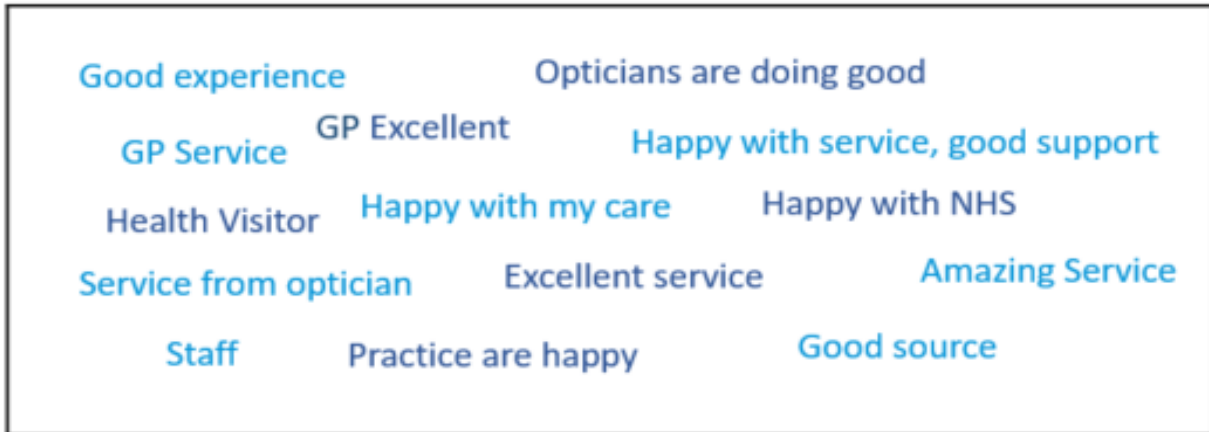 Good experience
Opticians are doing good
GP Excellent
GP Service
Happy with service, good support
Health Visitor
Happy with my care
Happy with NHS
Service from optician
Excellent service
Amazing Service
Staff
Practice are happy
Good source